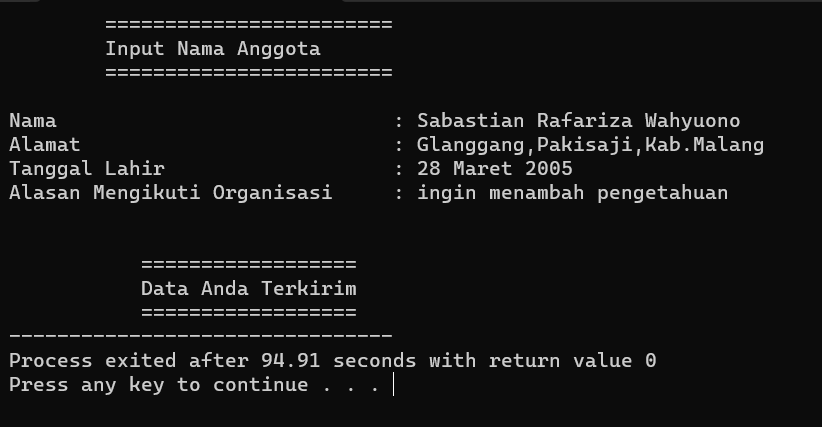 ========================
Input Nama Anggota
========================
Nama : Sabastian Rafariza Wahyuono
Alamat : Glanggang,Pakisaji,Kab.Malang
Tanggal Lahir : 28 Maret 2005
Alasan Mengikuti Organisasi : ingin menambah pengetahuan
==================
Data Anda Terkirim
==================
--------------------------------
Process exited after 94.91 seconds with return value 0
Press any key to continue . . .